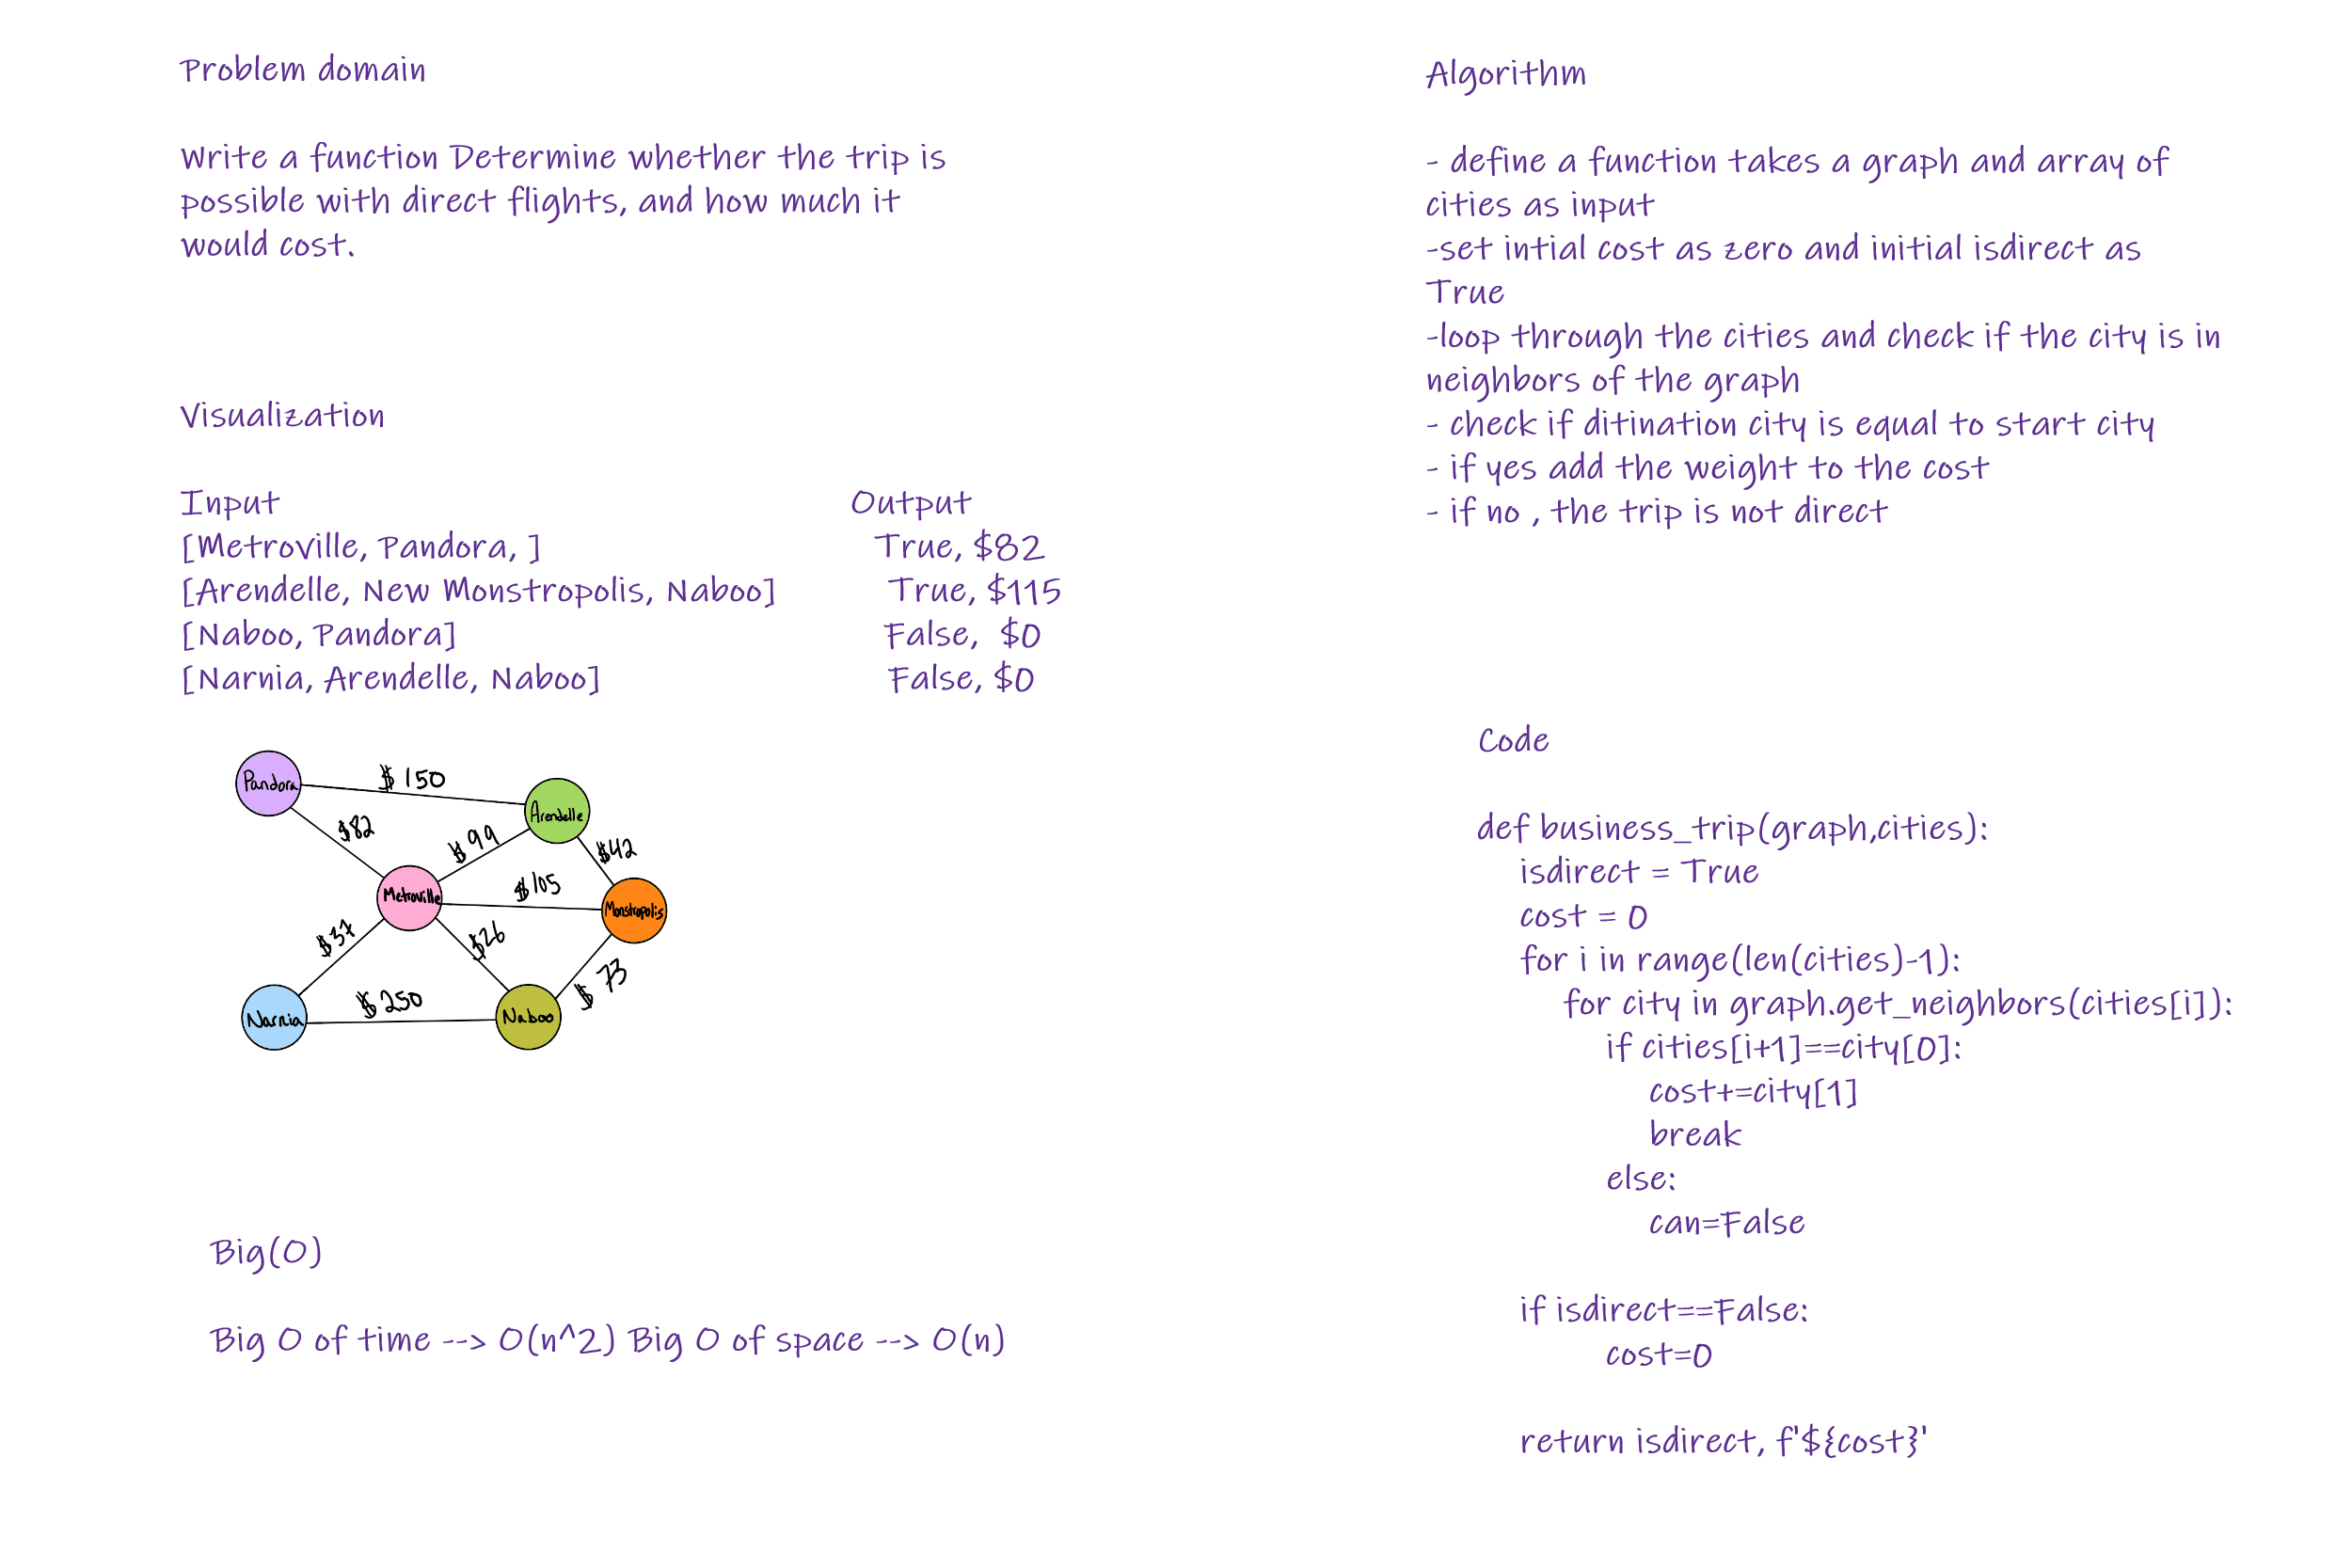 Problem domain
Write a function Determine whether the trip is
possible with direct flights, and how much it
would cost.
Visualization
Input Output
[Metroville, Pandora, ] True, $82
[Arendelle, New Monstropolis, Naboo] True, $115
[Naboo, Pandora] False, $0
[Narnia, Arendelle, Naboo] False, $0
Pandora
$150
Arendelle
$82
$99
$42
Metroville
$105
Monstropolis
$37
$26
$73
Narnia
$250
Naboo
Big(O)
Big O of time --> O(n^2) Big O of space --> O(n)
Algorithm
- define a function takes a graph and array of
cities as input
-set intial cost as zero and initial isdirect as
True
-loop through the cities and check if the city is in
neighbors of the graph
- check if ditination city is equal to start city
- if yes add the weight to the cost
- if no , the trip is not direct
Code
def business_trip(graph,cities):
isdirect = True
cost = 0
for i in range(len(cities)-1):
for city in graph.get_neighbors(cities[i]):
if cities[i+1]==city[0]:
cost+=city[1]
break
else:
can=False
if isdirect==False:
cost=0
return isdirect, f'${cost}'